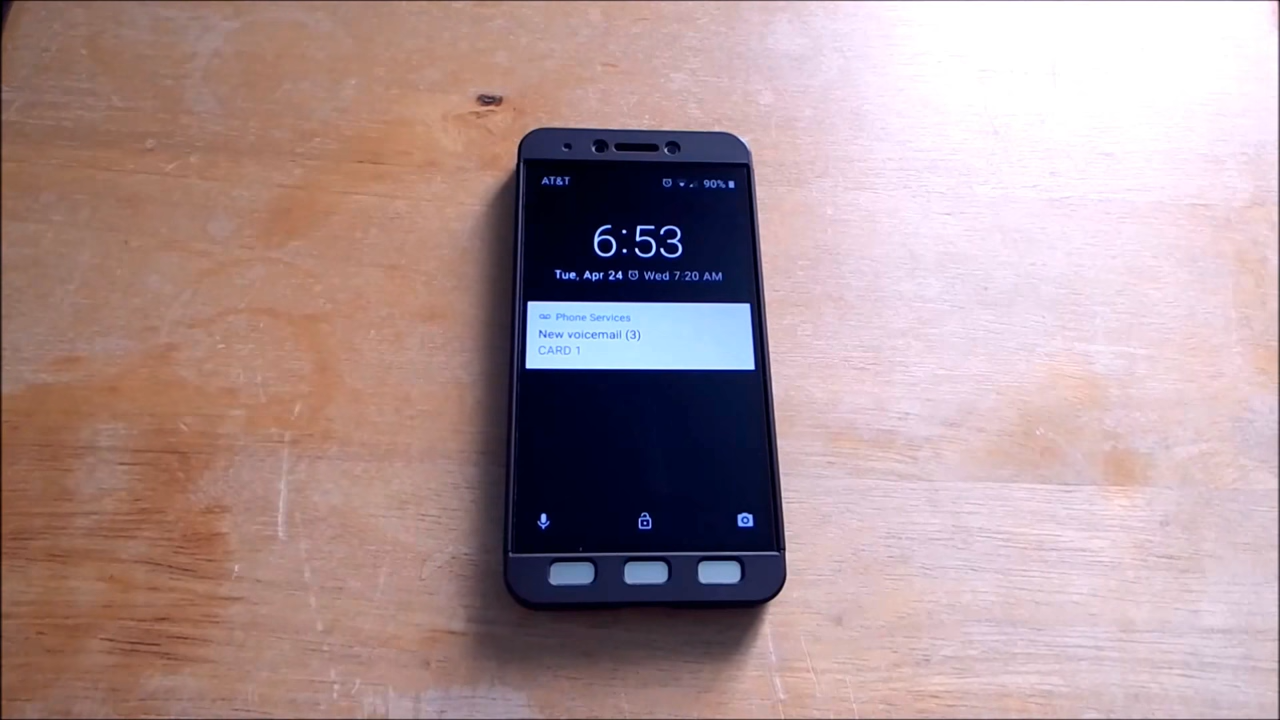 AT&T 90%
6:53
Tue, Apr 24 Wed 7:20 AM
Phone Services
New voicemail (3)
CARD 1